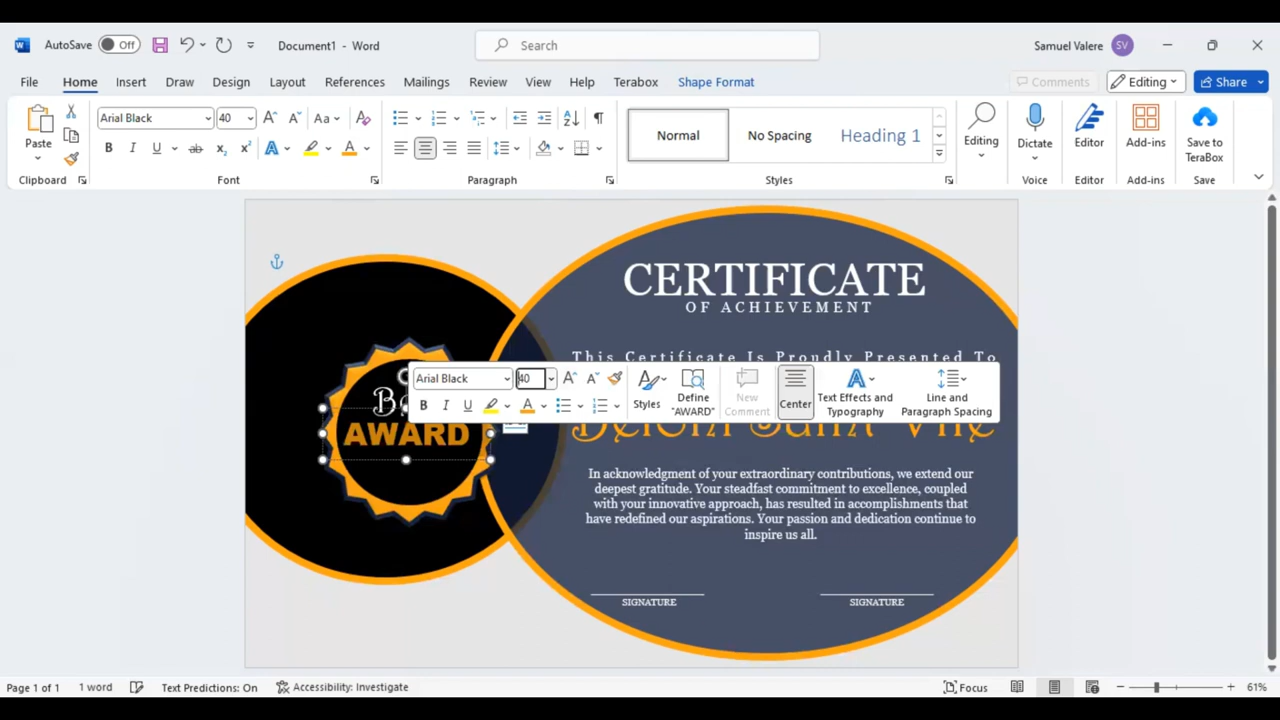 AutoSave Off Document1 - Word Search Samuel Valere SV
File Home Insert Draw Design Layout References Mailings Review View Help Terabox Shape Format Comments Editing Share
Paste
Arial Black 40 Aa
Normal No Spacing Heading 1
Editing Dictate Editor Add-ins Save to TeraBox
Clipboard Font Paragraph Styles Voice Editor Add-ins Save
CERTIFICATE
OF ACHIEVEMENT
This Certificate Is Proudly Presented To
Arial Black 40
Styles Define "AWARD" New Comment Center Text Effects and Typography Line and Paragraph Spacing
AWARD
In acknowledgment of your extraordinary contributions, we extend our
deepest gratitude. Your steadfast commitment to excellence, coupled
with your innovative approach, has resulted in accomplishments that
have redefined our aspirations. Your passion and dedication continue to
inspire us all.
SIGNATURE SIGNATURE
Page 1 of 1 1 word Text Predictions: On Accessibility: Investigate Focus 61%